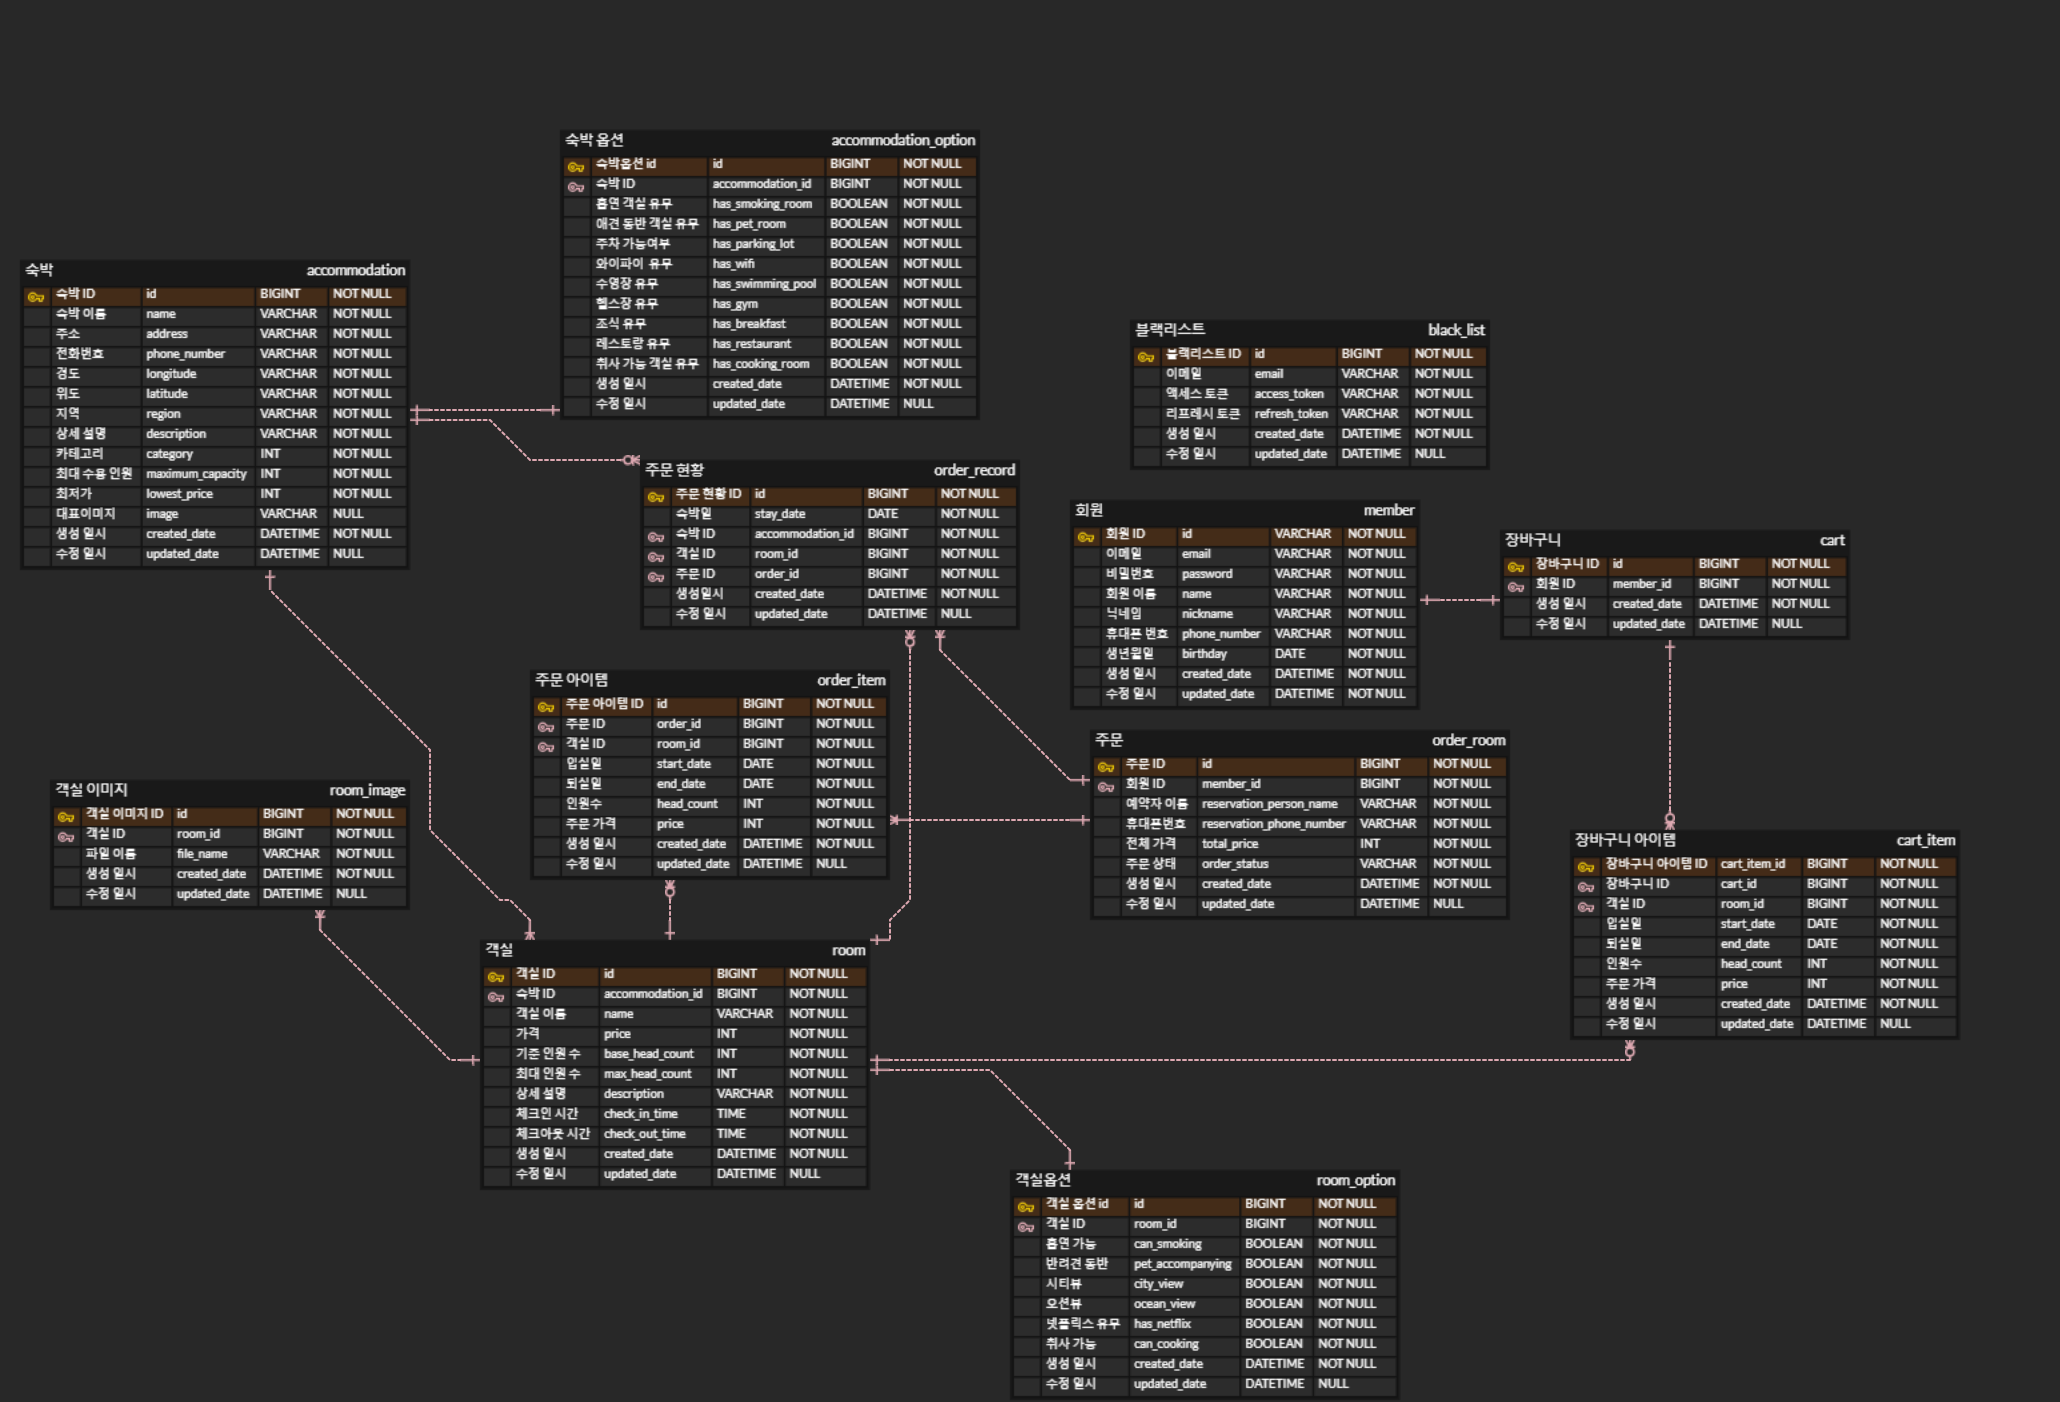 숙박 옵션 accommodation_option
숙박옵션 id id BIGINT NOT NULL
숙박 ID accommodation_id BIGINT NOT NULL
흡연 객실 유무 has_smoking_room BOOLEAN NOT NULL
애견 동반 객실 유무 has_pet_room BOOLEAN NOT NULL
주차 가능여부 has_parking_lot BOOLEAN NOT NULL
와이파이 유무 has_wifi BOOLEAN NOT NULL
수영장 유무 has_swimming_pool BOOLEAN NOT NULL
헬스장 유무 has_gym BOOLEAN NOT NULL
조식 유무 has_breakfast BOOLEAN NOT NULL
레스토랑 유무 has_restaurant BOOLEAN NOT NULL
취사 가능 객실 유무 has_cooking_room BOOLEAN NOT NULL
생성 일시 created_date DATETIME NOT NULL
수정 일시 updated_date DATETIME NULL
숙박 accommodation
숙박 ID id BIGINT NOT NULL
숙박 이름 name VARCHAR NOT NULL
주소 address VARCHAR NOT NULL
전화번호 phone_number VARCHAR NOT NULL
경도 longitude VARCHAR NOT NULL
위도 latitude VARCHAR NOT NULL
지역 region VARCHAR NOT NULL
상세 설명 description VARCHAR NOT NULL
카테고리 category INT NOT NULL
최대 수용 인원 maximum_capacity INT NOT NULL
최저가 lowest_price INT NOT NULL
대표이미지 image VARCHAR NULL
생성 일시 created_date DATETIME NOT NULL
수정 일시 updated_date DATETIME NULL
블랙리스트 black_list
블랙리스트 ID id BIGINT NOT NULL
이메일 email VARCHAR NOT NULL
액세스 토큰 access_token VARCHAR NOT NULL
리프레시 토큰 refresh_token VARCHAR NOT NULL
생성 일시 created_date DATETIME NOT NULL
수정 일시 updated_date DATETIME NULL
주문 현황 order_record
주문 현황 ID id BIGINT NOT NULL
숙박일 stay_date DATE NOT NULL
숙박 ID accommodation_id BIGINT NOT NULL
객실 ID room_id BIGINT NOT NULL
주문 ID order_id BIGINT NOT NULL
생성일시 created_date DATETIME NOT NULL
수정 일시 updated_date DATETIME NULL
회원 member
회원 ID id VARCHAR NOT NULL
이메일 email VARCHAR NOT NULL
비밀번호 password VARCHAR NOT NULL
회원 이름 name VARCHAR NOT NULL
닉네임 nickname VARCHAR NOT NULL
휴대폰 번호 phone_number VARCHAR NOT NULL
생년월일 birthday DATE NOT NULL
생성 일시 created_date DATETIME NOT NULL
수정 일시 updated_date DATETIME NOT NULL
장바구니 cart
장바구니 ID id BIGINT NOT NULL
회원 ID member_id BIGINT NOT NULL
생성 일시 created_date DATETIME NOT NULL
수정 일시 updated_date DATETIME NULL
주문 아이템 order_item
주문 아이템 ID id BIGINT NOT NULL
주문 ID order_id BIGINT NOT NULL
객실 ID room_id BIGINT NOT NULL
입실일 start_date DATE NOT NULL
퇴실일 end_date DATE NOT NULL
인원수 head_count INT NOT NULL
주문 가격 price INT NOT NULL
생성 일시 created_date DATETIME NOT NULL
수정 일시 updated_date DATETIME NULL
주문 order_room
주문 ID id BIGINT NOT NULL
회원 ID member_id BIGINT NOT NULL
예약자 이름 reservation_person_name VARCHAR NOT NULL
휴대폰번호 reservation_phone_number VARCHAR NOT NULL
전체 가격 total_price INT NOT NULL
주문 상태 order_status VARCHAR NOT NULL
생성 일시 created_date DATETIME NOT NULL
수정 일시 updated_date DATETIME NULL
객실 이미지 room_image
객실 이미지 ID id BIGINT NOT NULL
객실 ID room_id BIGINT NOT NULL
파일 이름 file_name VARCHAR NOT NULL
생성 일시 created_date DATETIME NOT NULL
수정 일시 updated_date DATETIME NULL
장바구니 아이템 cart_item
장바구니 아이템 ID cart_item_id BIGINT NOT NULL
장바구니 ID cart_id BIGINT NOT NULL
객실 ID room_id BIGINT NOT NULL
입실일 start_date DATE NOT NULL
퇴실일 end_date DATE NOT NULL
인원수 head_count INT NOT NULL
주문 가격 price INT NOT NULL
생성 일시 created_date DATETIME NOT NULL
수정 일시 updated_date DATETIME NULL
객실 room
객실 ID id BIGINT NOT NULL
숙박 ID accommodation_id BIGINT NOT NULL
객실 이름 name VARCHAR NOT NULL
가격 price INT NOT NULL
기준 인원 수 base_head_count INT NOT NULL
최대 인원 수 max_head_count INT NOT NULL
상세 설명 description VARCHAR NOT NULL
체크인 시간 check_in_time TIME NOT NULL
체크아웃 시간 check_out_time TIME NOT NULL
생성 일시 created_date DATETIME NOT NULL
수정 일시 updated_date DATETIME NULL
객실옵션 room_option
객실 옵션 id id BIGINT NOT NULL
객실 ID room_id BIGINT NOT NULL
흡연 가능 can_smoking BOOLEAN NOT NULL
반려견 동반 pet_accompanying BOOLEAN NOT NULL
시티뷰 city_view BOOLEAN NOT NULL
오션뷰 ocean_view BOOLEAN NOT NULL
넷플릭스 유무 has_netflix BOOLEAN NOT NULL
취사 가능 can_cooking BOOLEAN NOT NULL
생성 일시 created_date DATETIME NOT NULL
수정 일시 updated_date DATETIME NULL